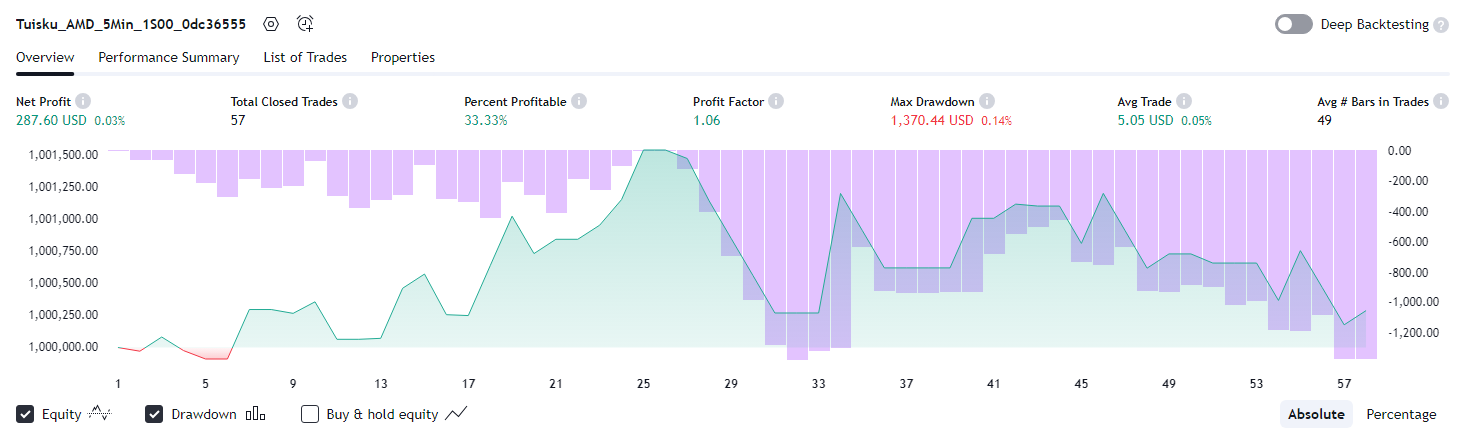 Tuisku_AMD_5Min_1S00_0dc36555 Deep Backtesting
Overview Performance Summary List of Trades Properties
Net Profit Total Closed Trades Percent Profitable Profit Factor Max Drawdown Avg Trade Avg # Bars in Trades
287.60 USD 0.03% 57 33.33% 1.06 1,370.44 USD 0.14% 5.05 USD 0.05% 49
1,001,500.00 0.00
1,001,250.00 -200.00
1,001,000.00 -400.00
1,000,750.00 -600.00
1,000,500.00 -800.00
1,000,250.00 -1,000.00
1,000,000.00 -1,200.00
1 5 9 13 17 21 25 29 33 37 41 45 49 53 57
Equity Drawdown Buy & hold equity Absolute Percentage